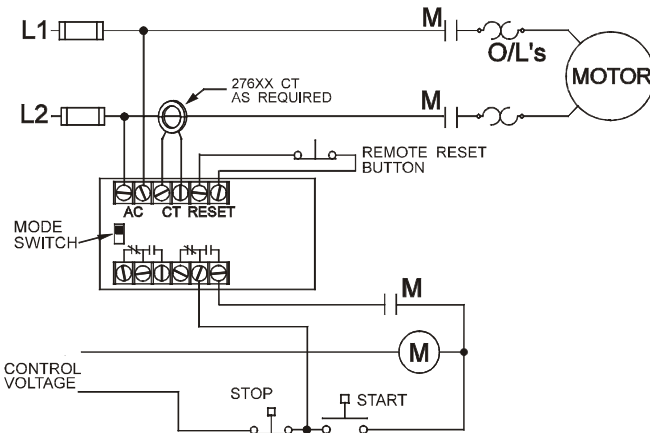 L1
M
O/L's
MOTOR
276XX CT
AS REQUIRED
L2
M
REMOTE RESET
BUTTON
AC CT RESET
MODE
SWITCH
M
M
CONTROL
VOLTAGE
STOP
START